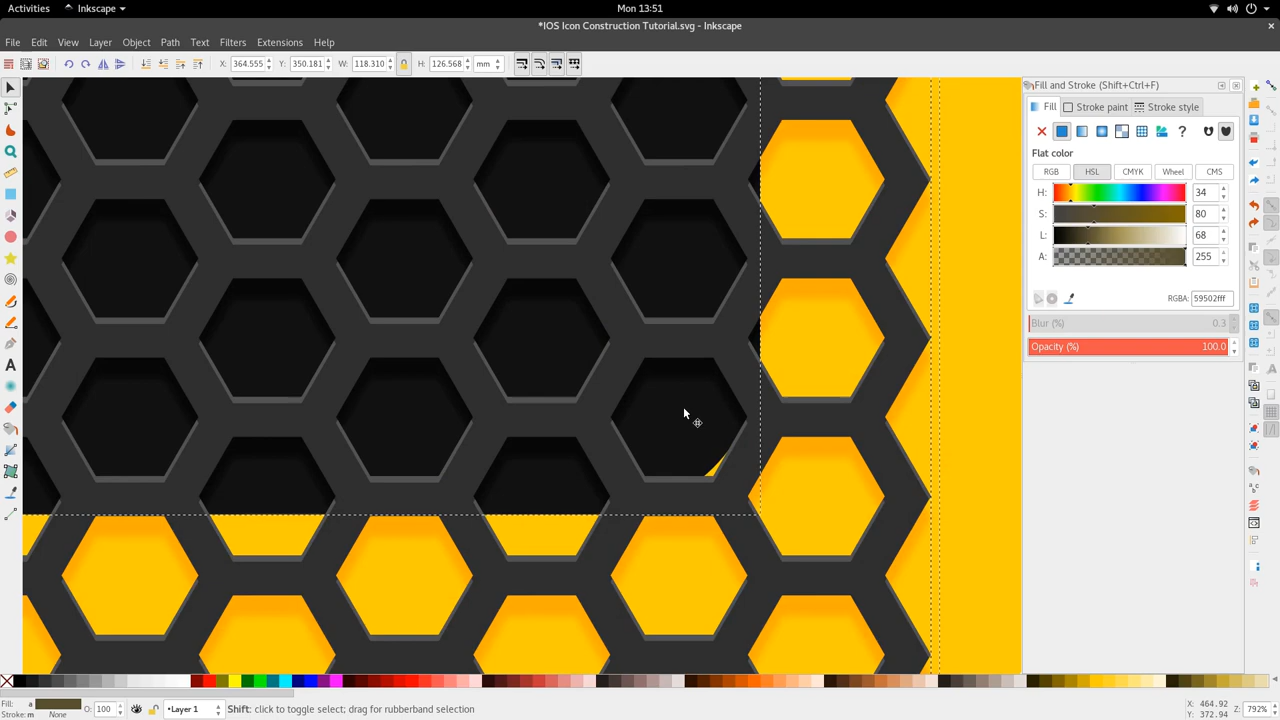 Activities Inkscape Mon 13:51
*IOS Icon Construction Tutorial.svg - Inkscape
File Edit View Layer Object Path Text Filters Extensions Help
X: 364.555 Y: 350.181 W: 118.310 H: 126.568 mm
Fill and Stroke (Shift+Ctrl+F)
Fill Stroke paint Stroke style
Flat color
RGB HSL CMYK Wheel CMS
H: 34
S: 80
L: 68
A: 255
RGBA: 59502fff
Blur (%) 0.3
Opacity (%) 100.0
Fill: a O: 100 •Layer 1 Shift: click to toggle select; drag for rubberband selection X: 464.92 Z: 792%
Stroke: m None Y: 372.94